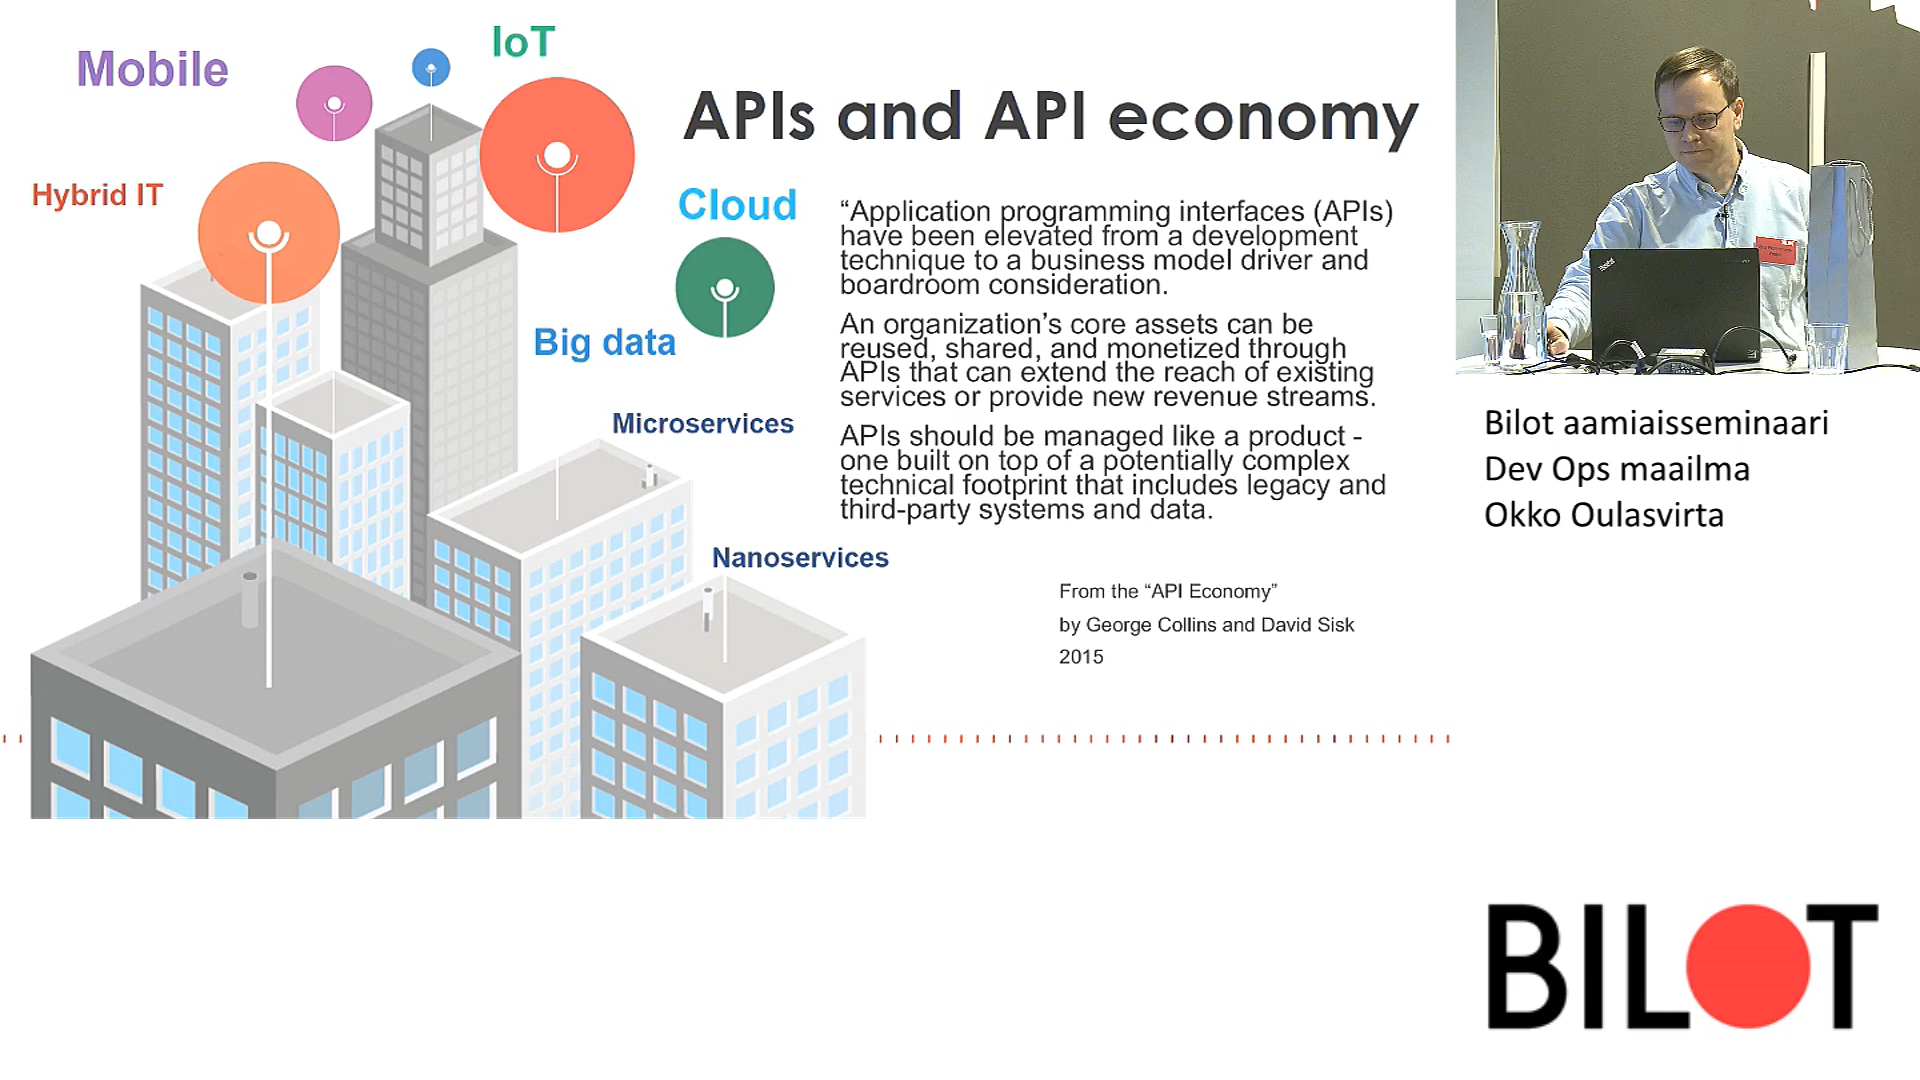 Mobile
IoT
APIs and API economy
Hybrid IT
Cloud
“Application programming interfaces (APIs)
have been elevated from a development
technique to a business model driver and
boardroom consideration.
An organization’s core assets can be
reused, shared, and monetized through
APIs that can extend the reach of existing
services or provide new revenue streams.
APIs should be managed like a product -
one built on top of a potentially complex
technical footprint that includes legacy and
third-party systems and data.
Big data
Microservices
Nanoservices
From the “API Economy”
by George Collins and David Sisk
2015
Bilot aamiaisseminaari
Dev Ops maailma
Okko Oulasvirta
BILOT